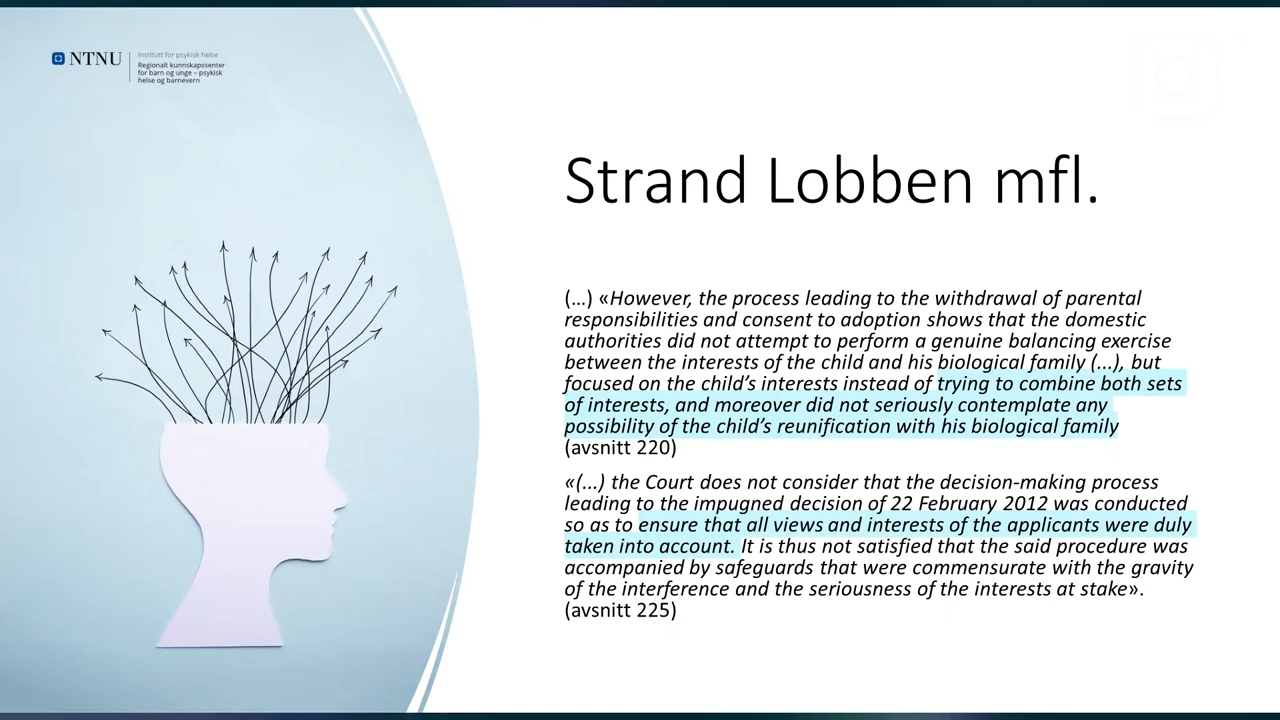 NTNU
Institutt for psykisk helse
Regionalt kunnskapssenter
for barn og unge – psykisk
helse og barnevern
Strand Lobben mfl.
(…) «However, the process leading to the withdrawal of parental
responsibilities and consent to adoption shows that the domestic
authorities did not attempt to perform a genuine balancing exercise
between the interests of the child and his biological family (...), but
focused on the child’s interests instead of trying to combine both sets
of interests, and moreover did not seriously contemplate any
possibility of the child’s reunification with his biological family
(avsnitt 220)
«(...) the Court does not consider that the decision-making process
leading to the impugned decision of 22 February 2012 was conducted
so as to ensure that all views and interests of the applicants were duly
taken into account. It is thus not satisfied that the said procedure was
accompanied by safeguards that were commensurate with the gravity
of the interference and the seriousness of the interests at stake».
(avsnitt 225)